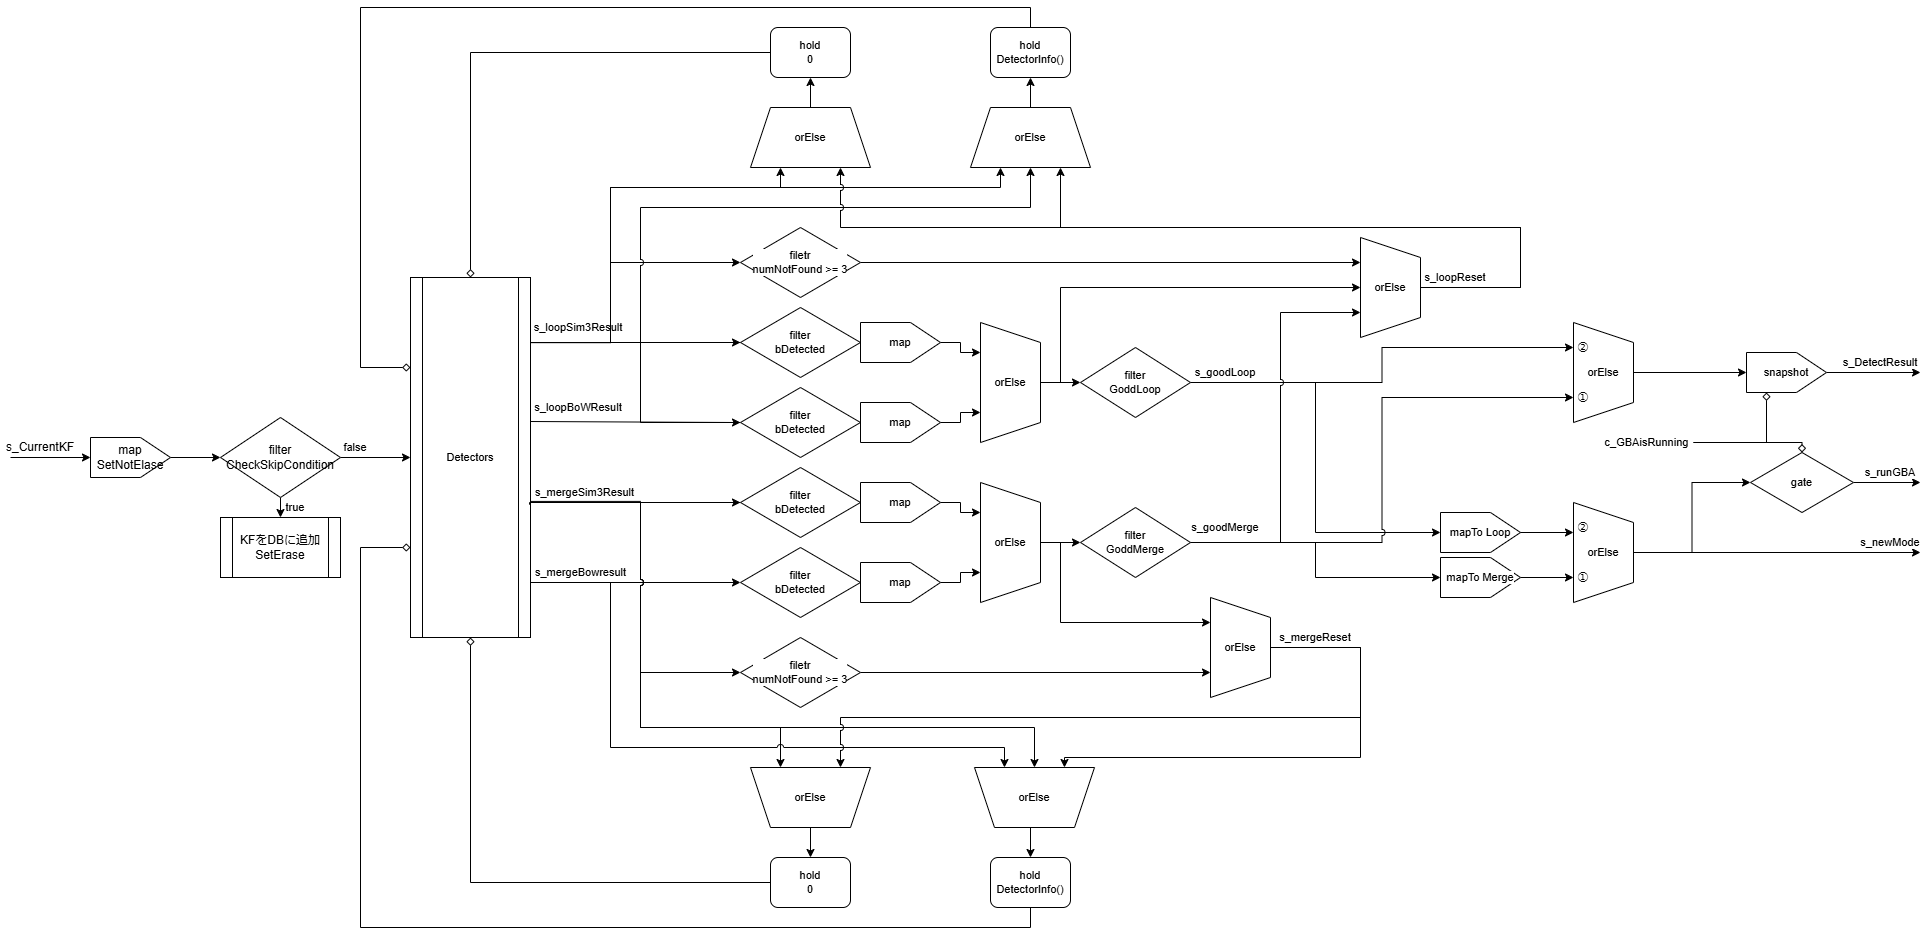 hold
0
hold
DetectorInfo()
orElse
orElse
filetr
numNotFound >= 3
orElse
s_loopReset
s_loopSim3Result
filter
bDetected
map
orElse
filter
GoddLoop
s_goodLoop
②
orElse
①
snapshot
s_DetectResult
s_loopBoWResult
filter
bDetected
map
s_CurrentKF
map
SetNotElase
filter
CheckSkipCondition
false
true
KFをDBに追加
SetErase
Detectors
c_GBAisRunning
gate
s_runGBA
s_mergeSim3Result
filter
bDetected
map
orElse
filter
GoddMerge
s_goodMerge
mapTo Loop
mapTo Merge
②
orElse
①
s_newMode
s_mergeBowresult
filter
bDetected
map
filetr
numNotFound >= 3
orElse
s_mergeReset
orElse
orElse
hold
0
hold
DetectorInfo()